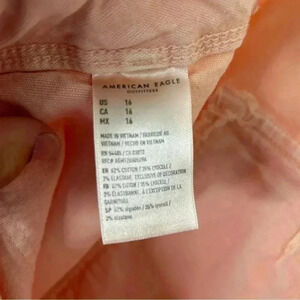 AMERICAN EAGLE
OUTFITTERS
US 16
CA 16
MX 16
MADE IN VIETNAM / FABRIQUÉ AU
VIETNAM / HECHO EN VIETNAM
EN 62% COTTON / 35% LYOCELL /
3% ELASTANE, EXCLUSIVE OF DECORATION
FR 62% COTON / 35% LYOCELL /
3% ÉLASTHANNE, À L'EXCEPTION DE LA
GARNITURE
SP 62% algodón / 35% lyocell /
3% elastano